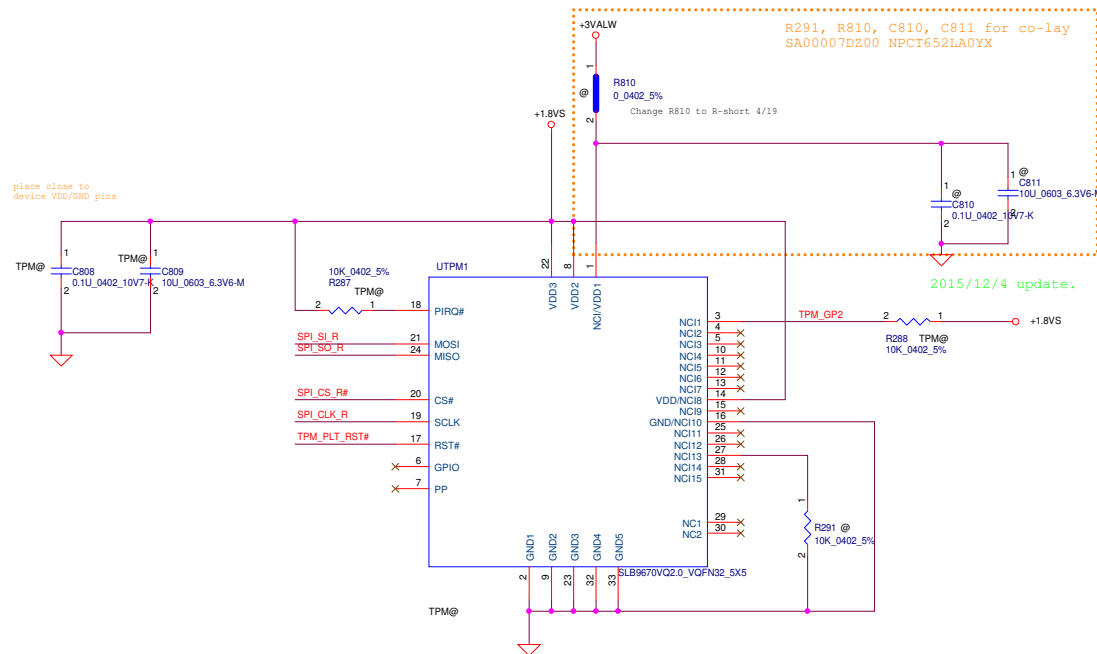 R291, R810, C810, C811 for co-lay
SA00007DZ00 NPCT652LA0YX
+3VALW
1
R810
@
0_0402_5%
Change R810 to R-short 4/19
2
+1.8VS
place close to
device VDD/GND pins
1
TPM@
C808
0.1U_0402_10V7-K
2
TPM@
1
C809
10U_0603_6.3V6-M
2
1
@
C810
0.1U_0402_10V7-K
2
1
@
C811
10U_0603_6.3V6-M
2
2015/12/4 update.
UTPM1
10K_0402_5%
R287
TPM@
2
1
22
VDD3
8
VDD2
1
NCI/VDD1
18
PIRQ#
SPI_SI_R
21
MOSI
SPI_SO_R
24
MISO
SPI_CS_R#
20
CS#
SPI_CLK_R
19
SCLK
TPM_PLT_RST#
17
RST#
6
GPIO
7
PP
NCI1
3
TPM_GP2
2
1
+1.8VS
R288
TPM@
10K_0402_5%
NCI2
4
NCI3
5
NCI4
10
NCI5
11
NCI6
12
NCI7
13
VDD/NCI8
14
NCI9
15
GND/NCI10
16
NCI11
25
NCI12
26
NCI13
27
NCI14
28
NCI15
31
NC1
29
NC2
30
1
R291 @
10K_0402_5%
2
GND1
2
GND2
9
GND3
23
GND4
32
GND5
33
SLB9670VQ2.0_VQFN32_5X5
TPM@